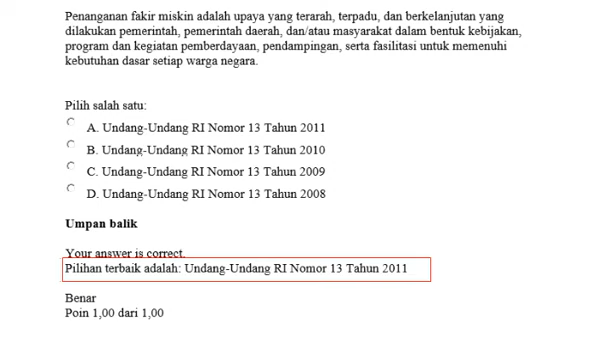 Penanganan fakir miskin adalah upaya yang terarah, terpadu, dan berkelanjutan yang
dilakukan pemerintah, pemerintah daerah, dan/atau masyarakat dalam bentuk kebijakan,
program dan kegiatan pemberdayaan, pendampingan, serta fasilitasi untuk memenuhi
kebutuhan dasar setiap warga negara.
Pilih salah satu:
A. Undang-Undang RI Nomor 13 Tahun 2011
B. Undang-Undang RI Nomor 13 Tahun 2010
C. Undang-Undang RI Nomor 13 Tahun 2009
D. Undang-Undang RI Nomor 13 Tahun 2008
Umpan balik
Your answer is correct.
Pilihan terbaik adalah: Undang-Undang RI Nomor 13 Tahun 2011
Benar
Poin 1,00 dari 1,00